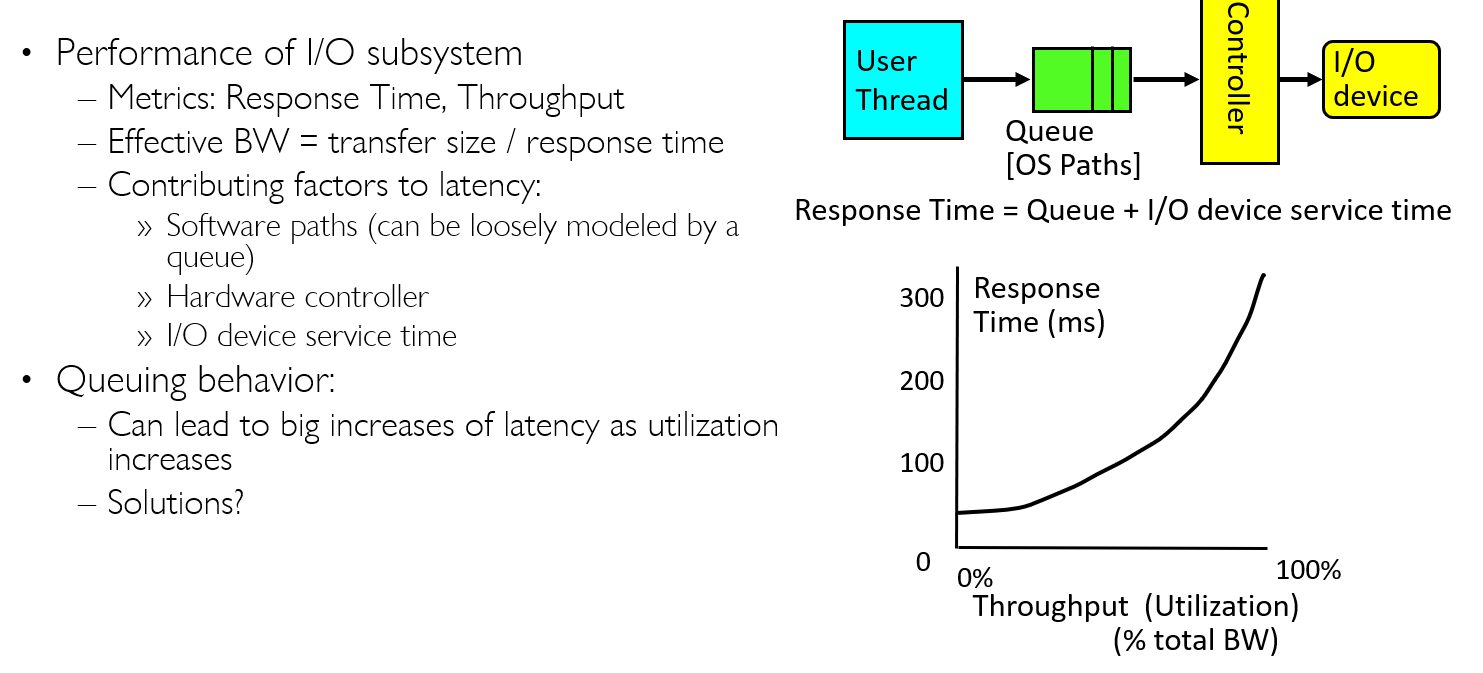 • Performance of I/O subsystem
– Metrics: Response Time, Throughput
– Effective BW = transfer size / response time
– Contributing factors to latency:
» Software paths (can be loosely modeled by a
queue)
» Hardware controller
» I/O device service time
• Queuing behavior:
– Can lead to big increases of latency as utilization
increases
– Solutions?
User
Thread
Queue
[OS Paths]
Controller
I/O
device
Response Time = Queue + I/O device service time
Response
Time (ms)
300
200
100
0
0%
100%
Throughput (Utilization)
(% total BW)